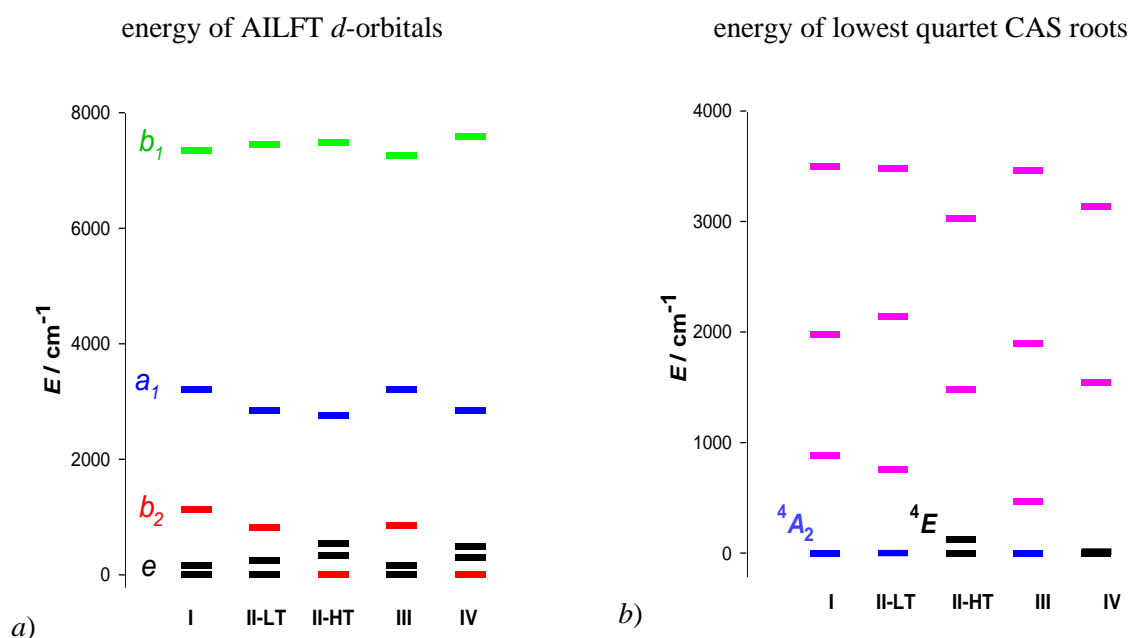 energy of AILFT d-orbitals
8000
6000
4000
2000
0
E / cm⁻¹
b₁
a₁
b₂
e
I II-LT II-HT III IV
a)
energy of lowest quartet CAS roots
4000
3000
2000
1000
0
E / cm⁻¹
⁴A₂
⁴E
I II-LT II-HT III IV
b)